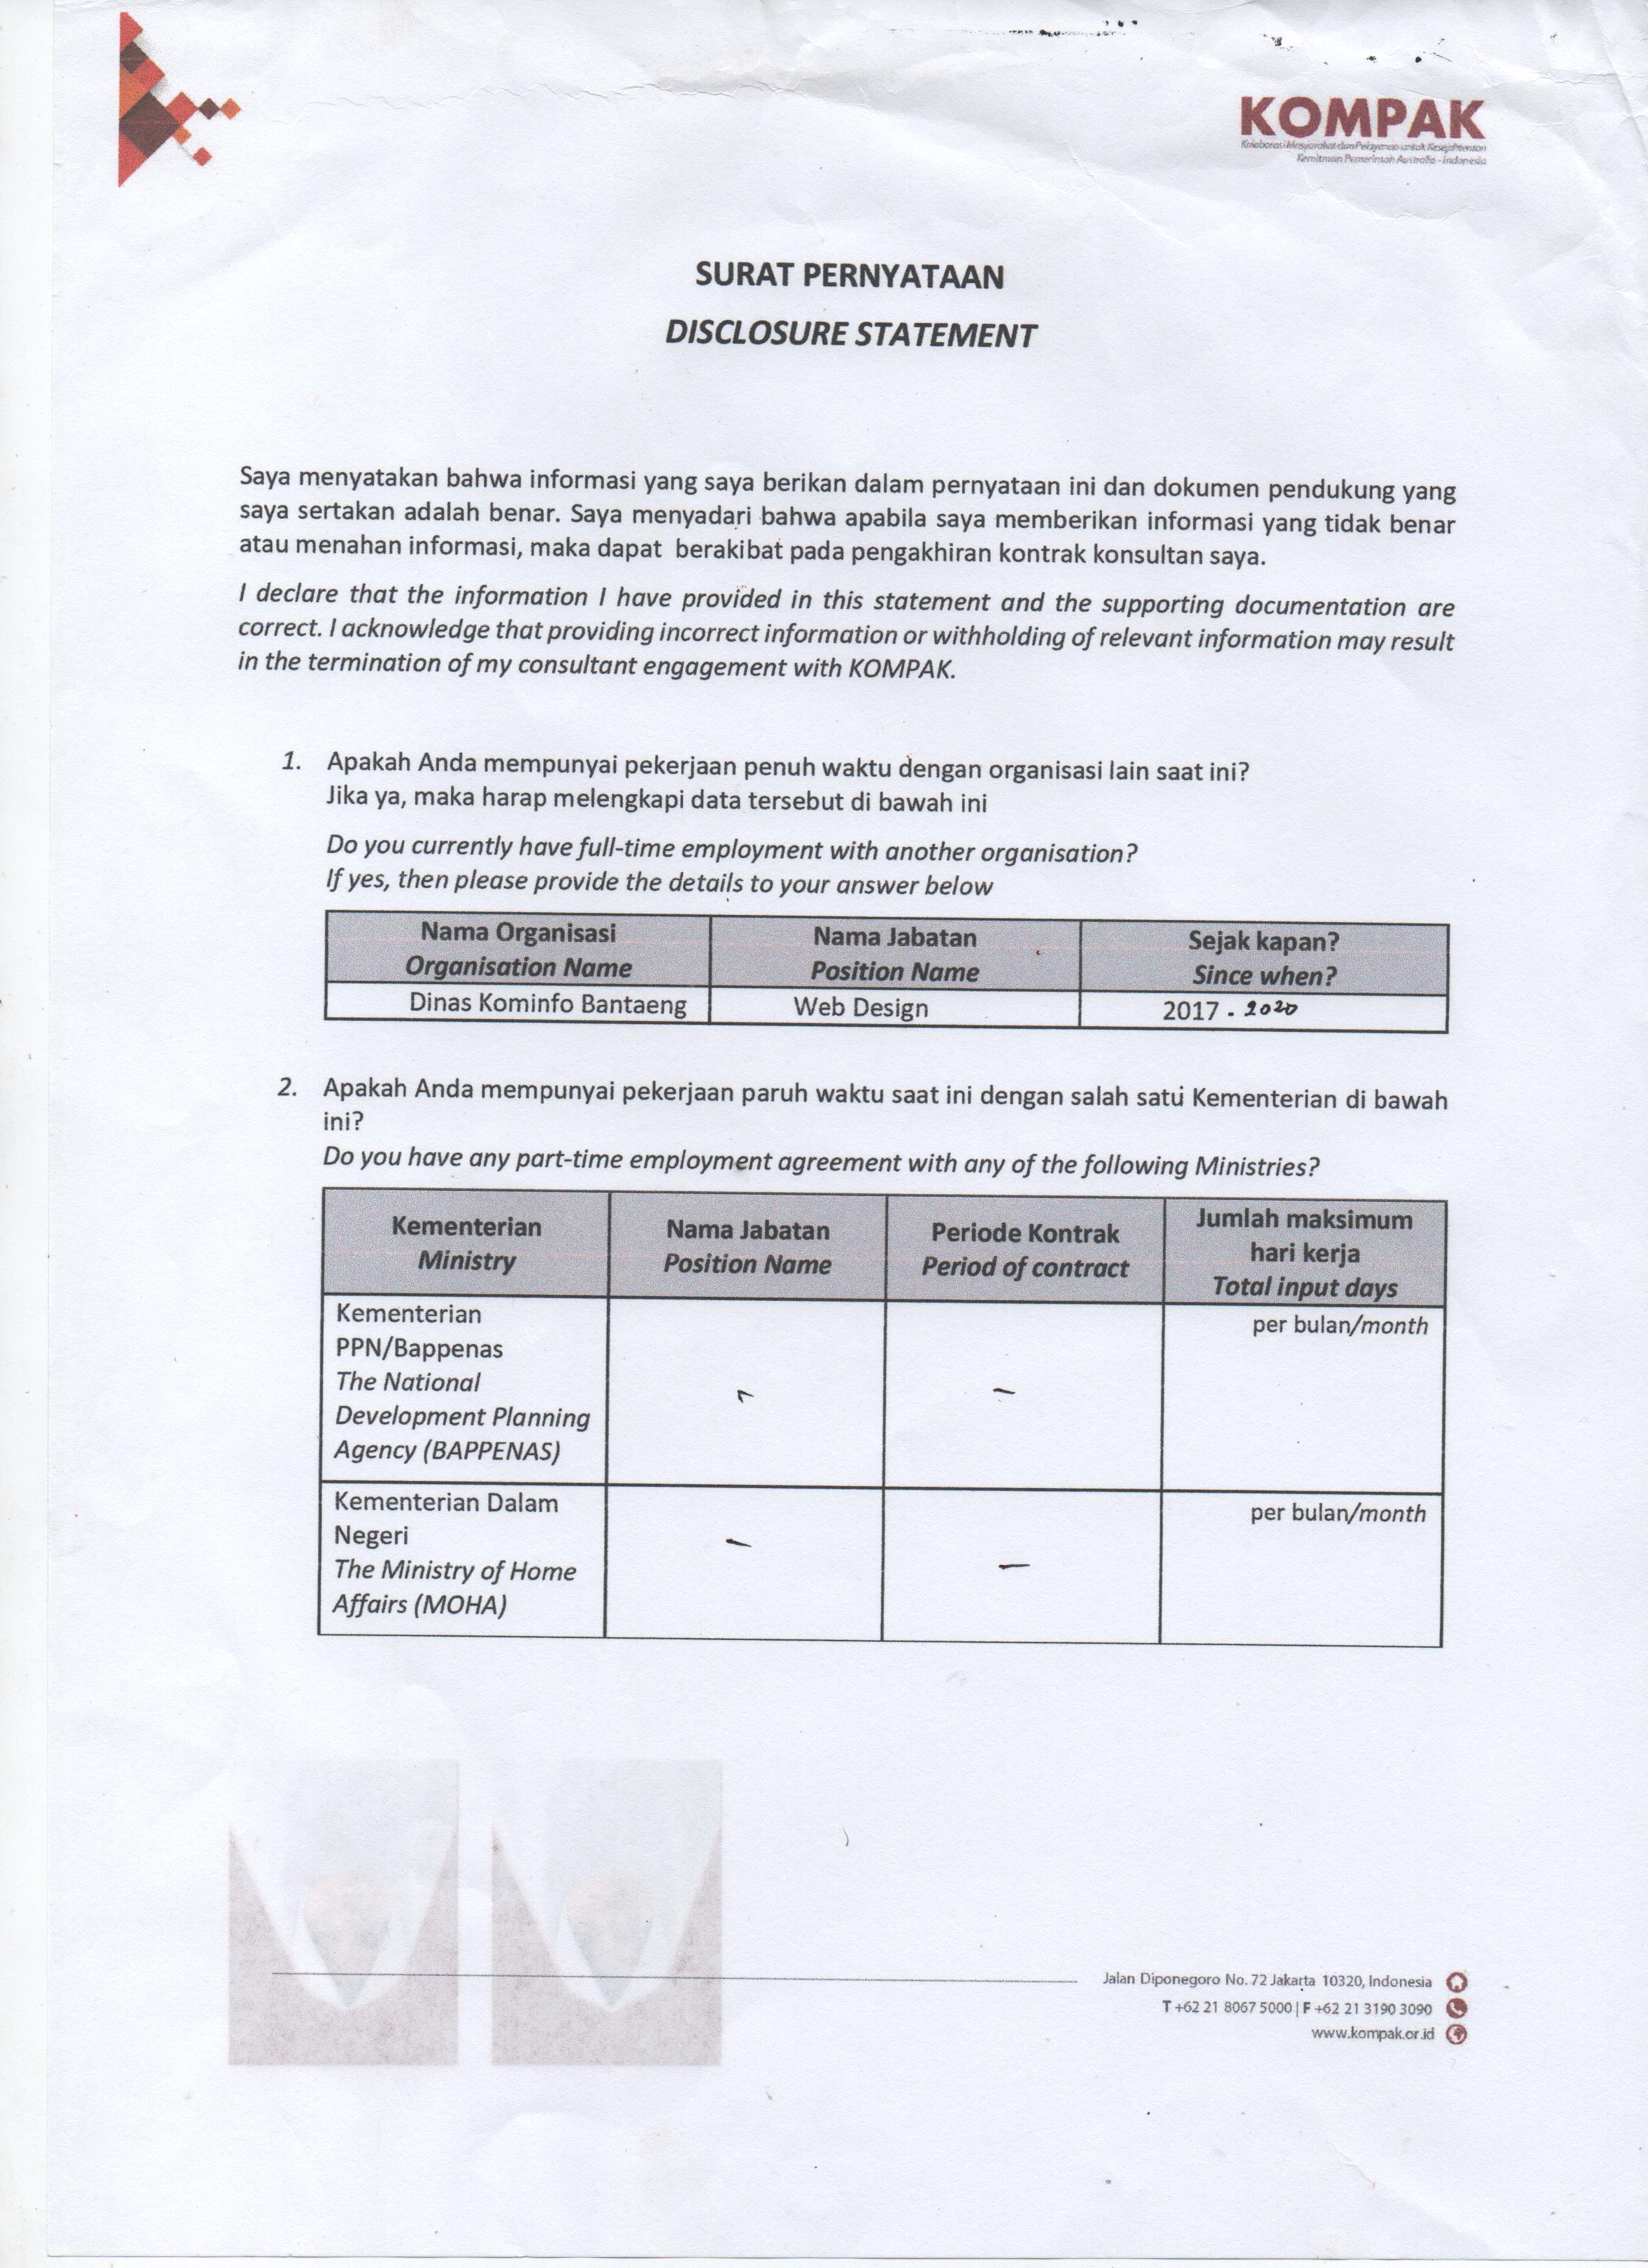 KOMPAK
Kolaborasi Masyarakat dan Pelayanan untuk Kesejahteraan
Kemitraan Pemerintah Australia - Indonesia
SURAT PERNYATAAN
DISCLOSURE STATEMENT
Saya menyatakan bahwa informasi yang saya berikan dalam pernyataan ini dan dokumen pendukung yang
saya sertakan adalah benar. Saya menyadari bahwa apabila saya memberikan informasi yang tidak benar
atau menahan informasi, maka dapat berakibat pada pengakhiran kontrak konsultan saya.
I declare that the information I have provided in this statement and the supporting documentation are
correct. I acknowledge that providing incorrect information or withholding of relevant information may result
in the termination of my consultant engagement with KOMPAK.
1. Apakah Anda mempunyai pekerjaan penuh waktu dengan organisasi lain saat ini?
Jika ya, maka harap melengkapi data tersebut di bawah ini
Do you currently have full-time employment with another organisation?
If yes, then please provide the details to your answer below
Nama Organisasi Nama Jabatan Sejak kapan?
Organisation Name Position Name Since when?
Dinas Kominfo Bantaeng Web Design 2017 - 2020
2. Apakah Anda mempunyai pekerjaan paruh waktu saat ini dengan salah satu Kementerian di bawah
ini?
Do you have any part-time employment agreement with any of the following Ministries?
Kementerian
Ministry
Nama Jabatan
Position Name
Periode Kontrak
Period of contract
Jumlah maksimum
hari kerja
Total input days
Kementerian
PPN/Bappenas
The National
Development Planning
Agency (BAPPENAS)
-
-
per bulan/month
Kementerian Dalam
Negeri
The Ministry of Home
Affairs (MOHA)
-
-
per bulan/month
Jalan Diponegoro No. 72 Jakarta 10320, Indonesia
T +62 21 8067 5000 | F +62 21 3190 3090
www.kompak.or.id